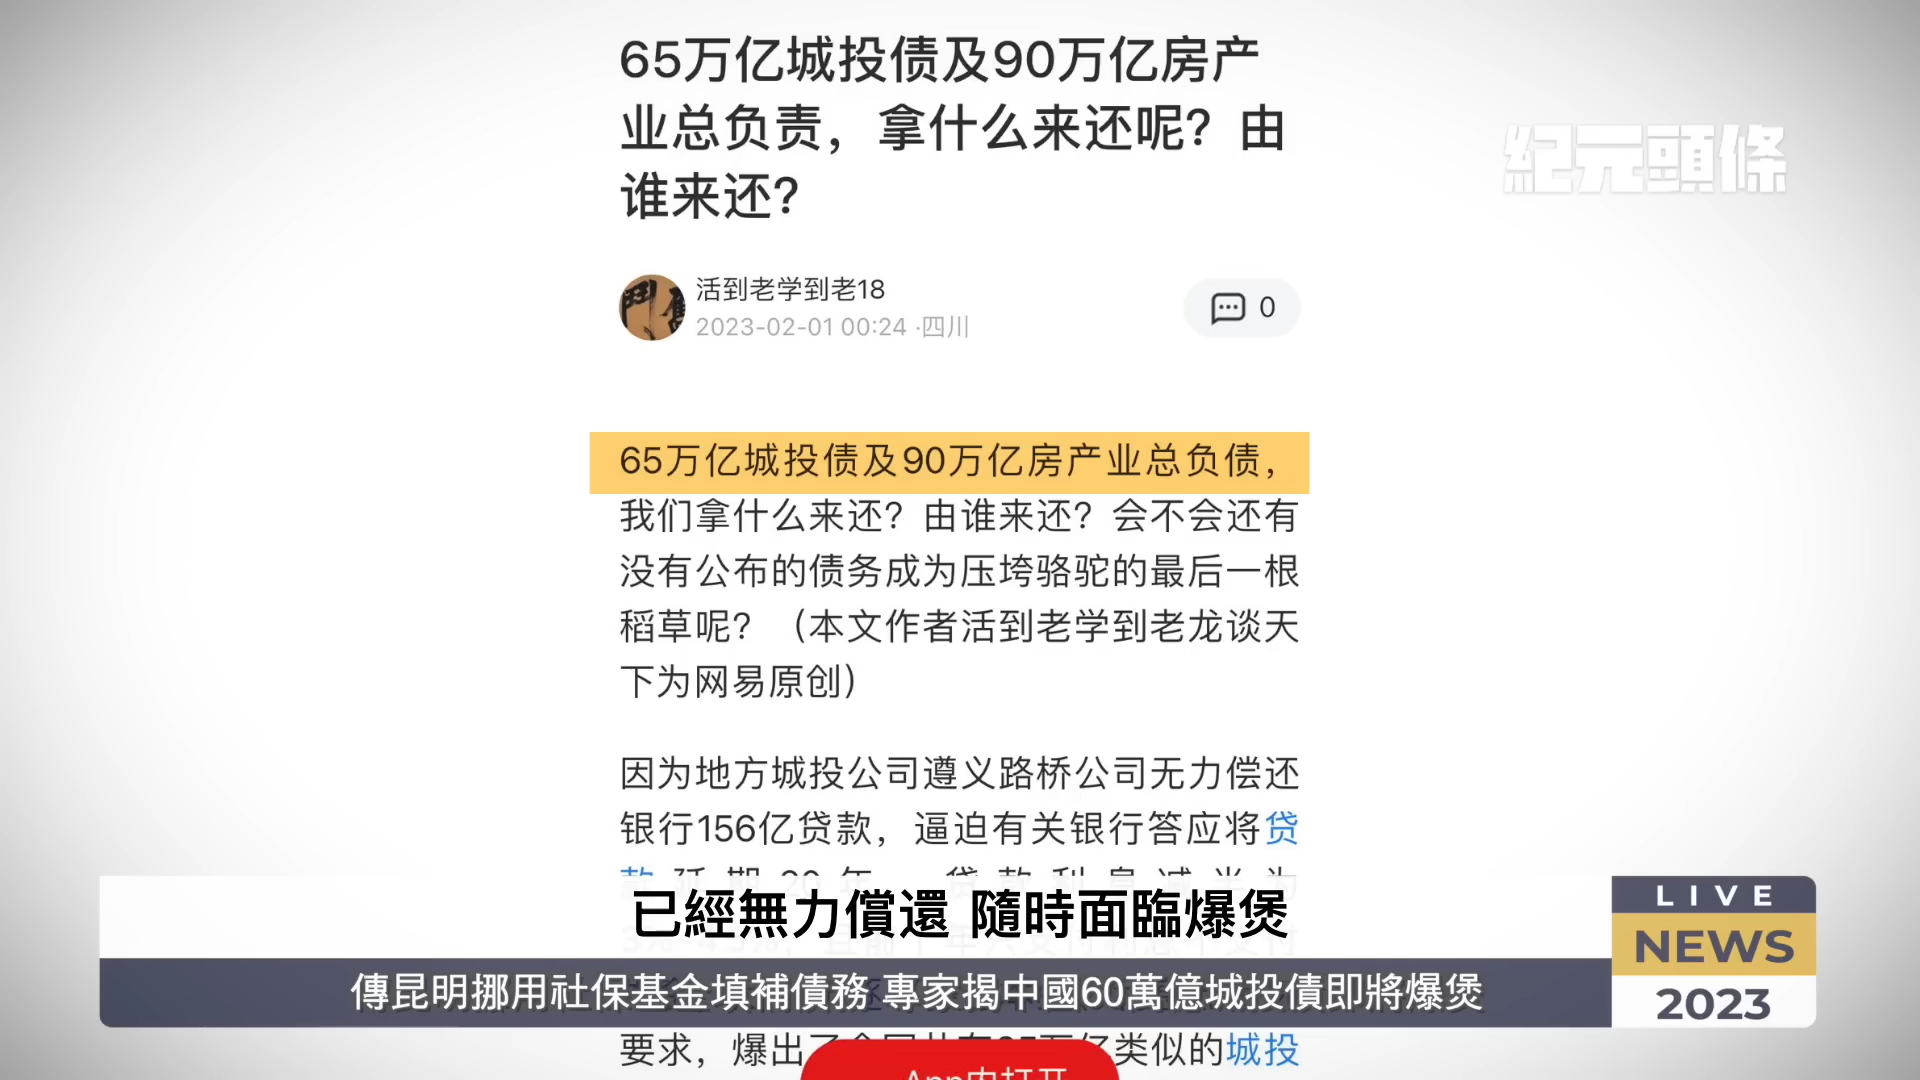 65万亿城投债及90万亿房产
业总负责，拿什么来还呢？由
谁来还？
紀元頭條
活到老学到老18
2023-02-01 00:24 ·四川
0
65万亿城投债及90万亿房产业总负债，
我们拿什么来还？由谁来还？会不会还有
没有公布的债务成为压垮骆驼的最后一根
稻草呢？（本文作者活到老学到老龙谈天
下为网易原创）
因为地方城投公司遵义路桥公司无力偿还
银行156亿贷款，逼迫有关银行答应将贷
已經無力償還 隨時面臨爆煲
LIVE
NEWS
2023
傳昆明挪用社保基金填補債務 專家揭中國60萬億城投債即將爆煲
要求，爆出了 类似的城投
App内打开